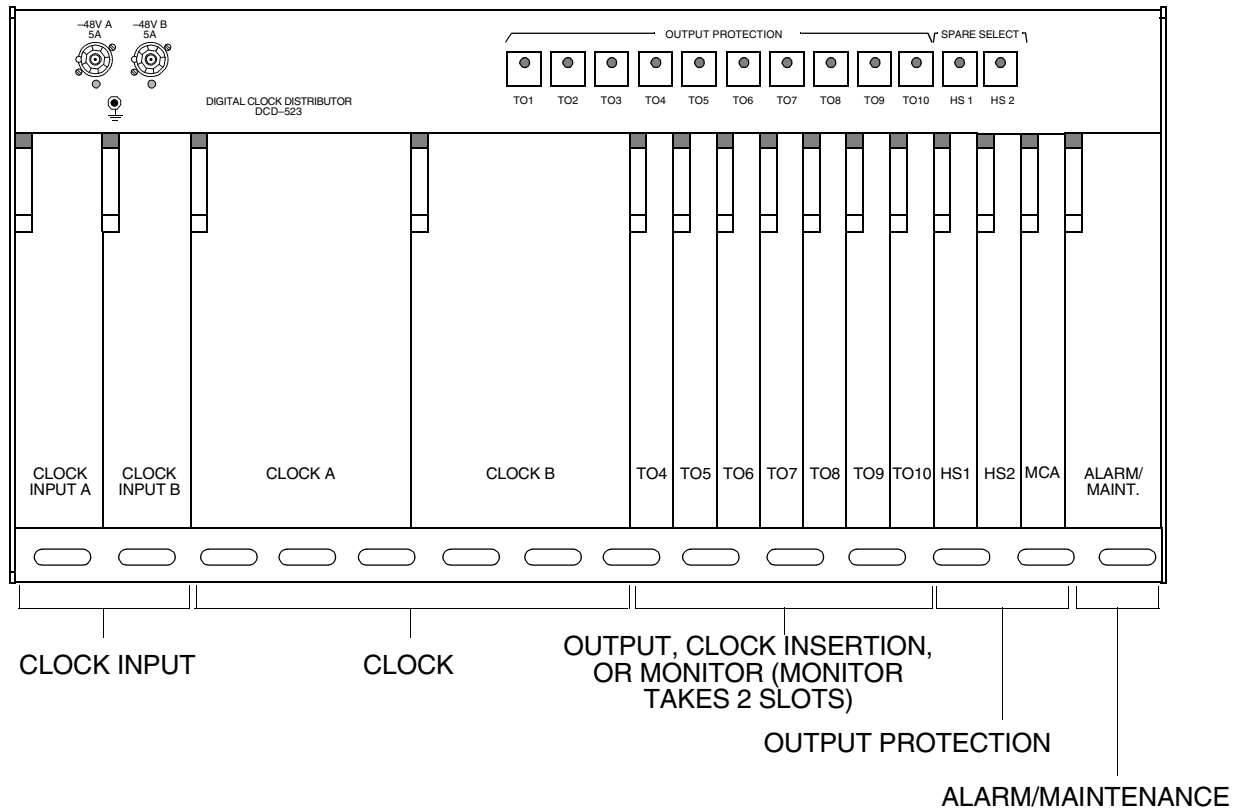 –48V A
5A
–48V B
5A
OUTPUT PROTECTION
SPARE SELECT
TO1 TO2 TO3 TO4 TO5 TO6 TO7 TO8 TO9 TO10 HS 1 HS 2
DIGITAL CLOCK DISTRIBUTOR
DCD–523
CLOCK
INPUT A
CLOCK
INPUT B
CLOCK A
CLOCK B
TO4 TO5 TO6 TO7 TO8 TO9 TO10 HS1 HS2 MCA
ALARM/
MAINT.
CLOCK INPUT
CLOCK
OUTPUT, CLOCK INSERTION,
OR MONITOR (MONITOR
TAKES 2 SLOTS)
OUTPUT PROTECTION
ALARM/MAINTENANCE